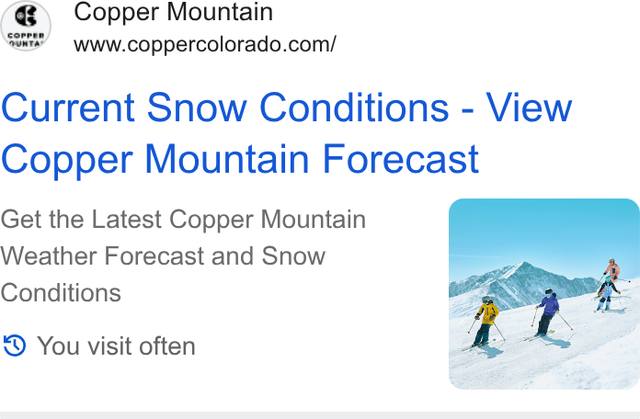 COPPER
Copper Mountain
www.coppercolorado.com/
Current Snow Conditions - View
Copper Mountain Forecast
Get the Latest Copper Mountain
Weather Forecast and Snow
Conditions
You visit often